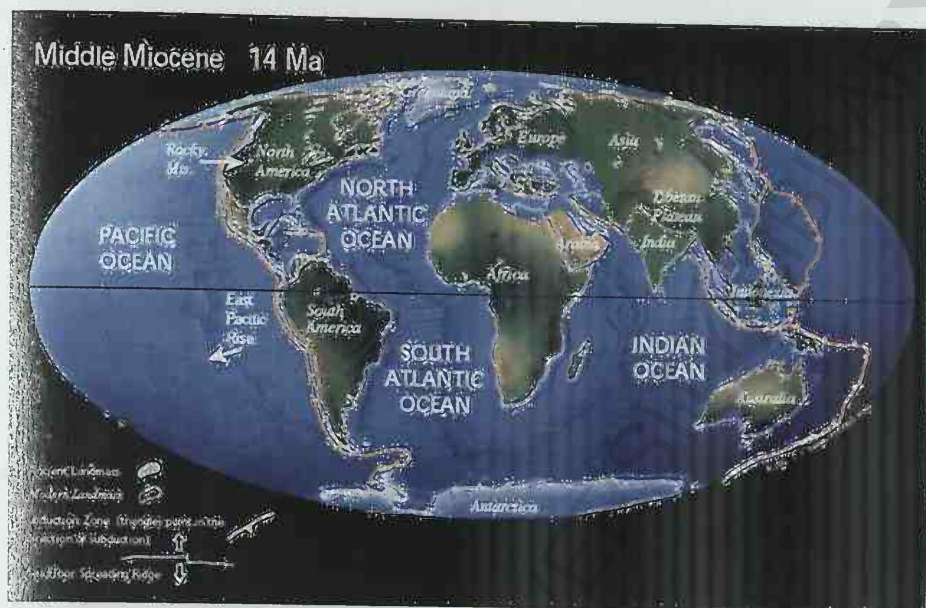 Middle Miocene 14 Ma
Rocky
Mts.
North
America
Europe
Asia
NORTH
ATLANTIC
OCEAN
Tibetan
Plateau
PACIFIC
OCEAN
Arabia
India
Africa
East
Pacific
Rise
South
America
SOUTH
ATLANTIC
OCEAN
INDIAN
OCEAN
Australia
Antarctica
Ancient Landmass
Modern Landmass
Subduction Zone (triangles point in the
direction of subduction)
Seafloor Spreading Ridge